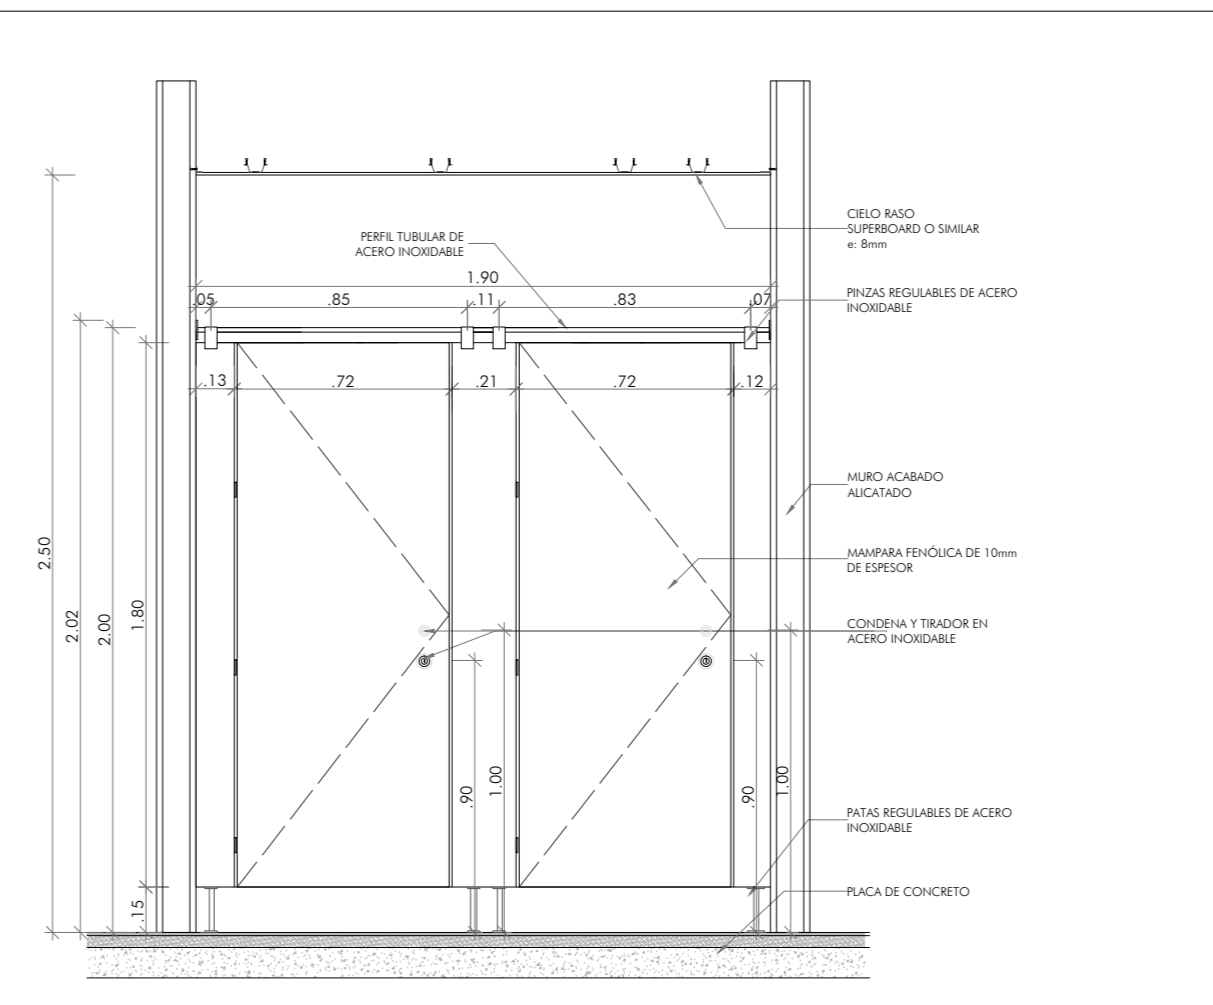 CIELO RASO
SUPERBOARD O SIMILAR
e: 8mm
PERFIL TUBULAR DE
ACERO INOXIDABLE
1.90
.05 .85 .11 .83 .07
PINZAS REGULABLES DE ACERO
INOXIDABLE
.13 .72 .21 .72 .12
MURO ACABADO
ALICATADO
2.50
2.02
2.00
1.80
MAMPARA FENÓLICA DE 10mm
DE ESPESOR
CONDENA Y TIRADOR EN
ACERO INOXIDABLE
.90
1.00
.90
1.00
PATAS REGULABLES DE ACERO
INOXIDABLE
.15
PLACA DE CONCRETO